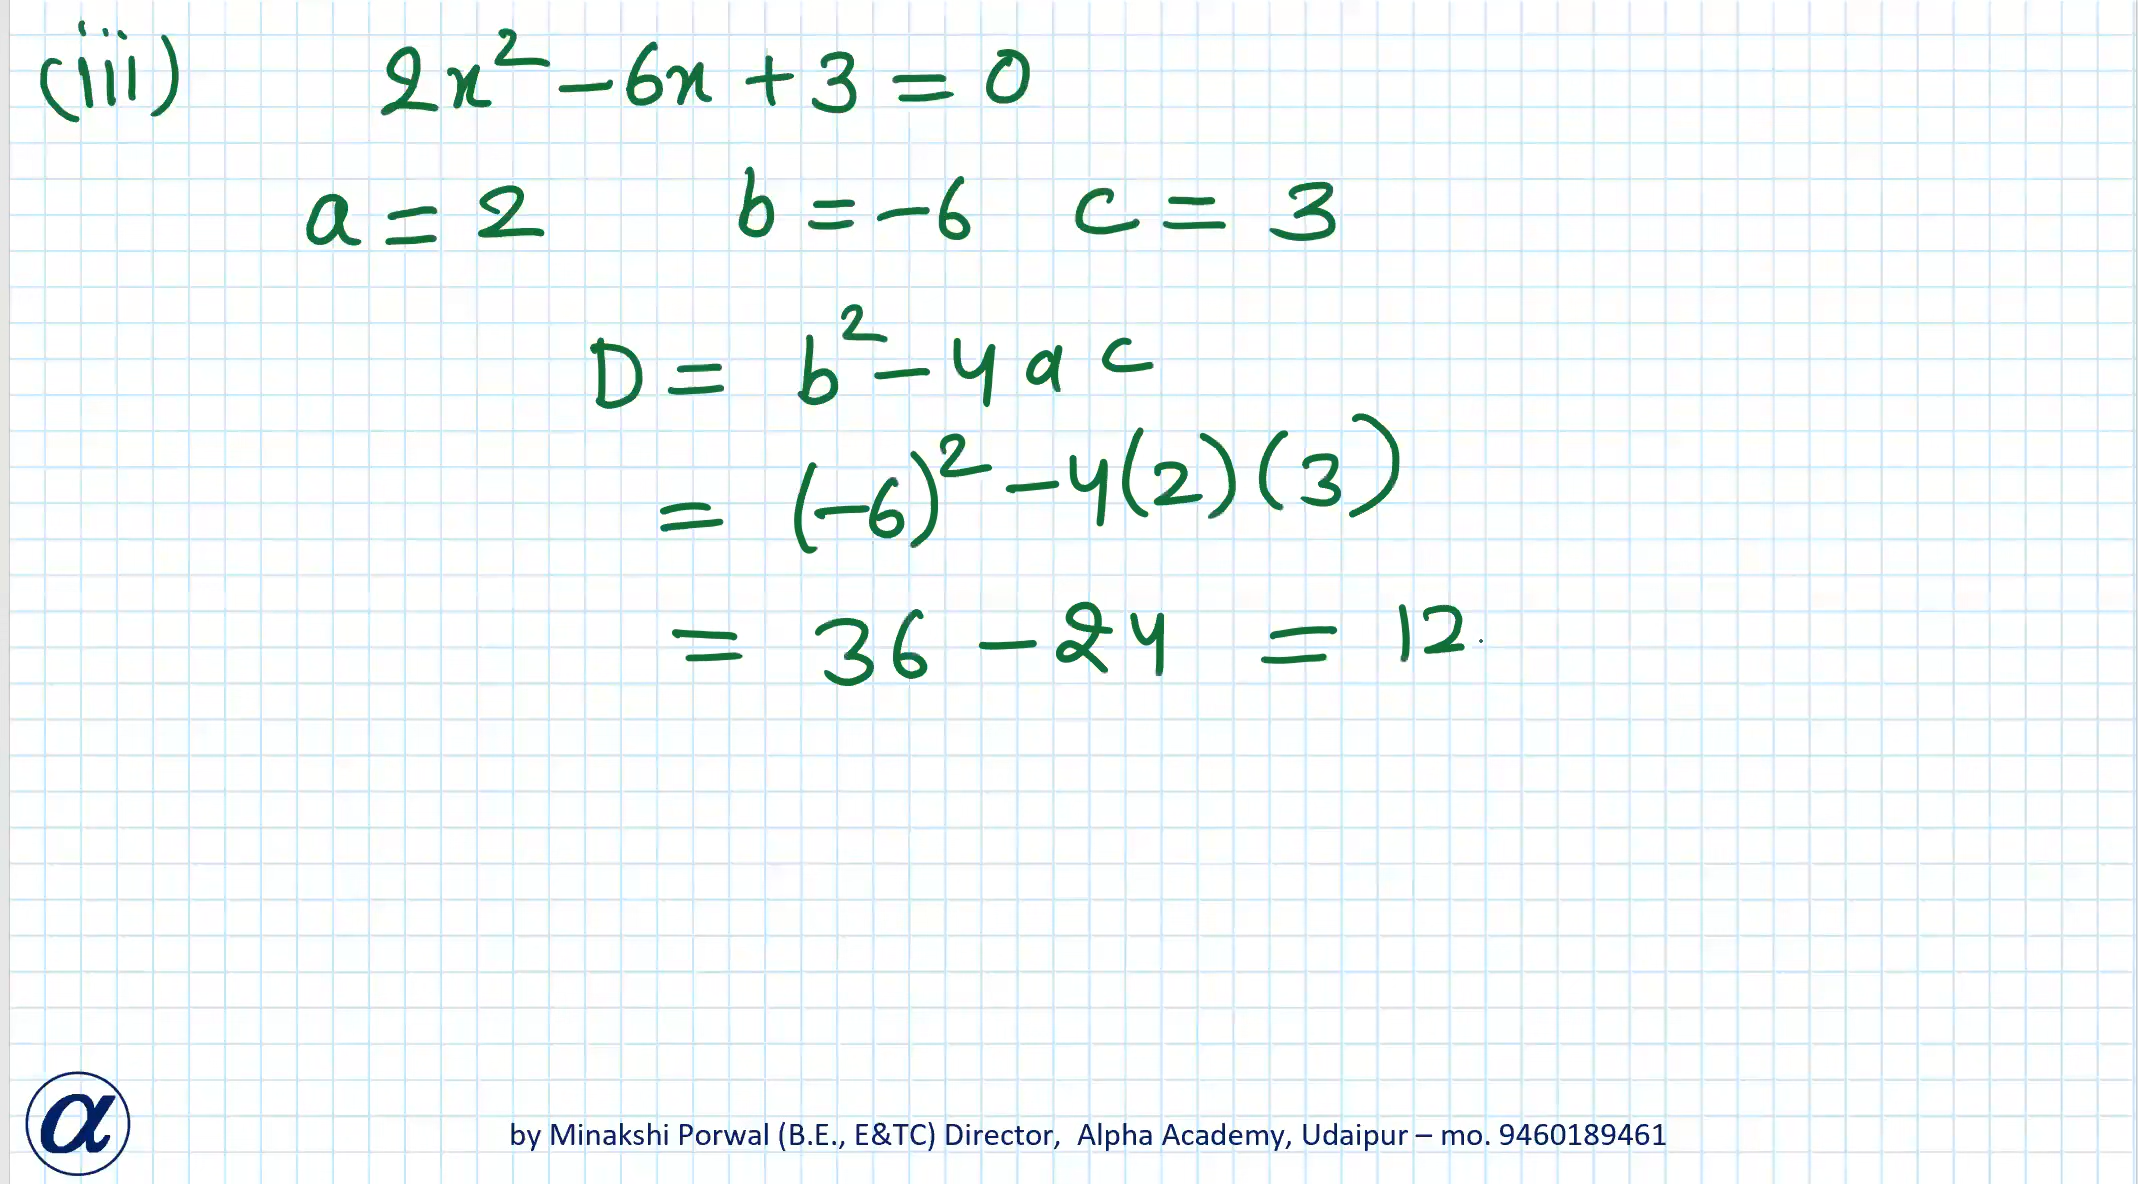 (iii) 2x² - 6x + 3 = 0
a = 2 b = -6 c = 3
D = b² - 4ac
= (-6)² - 4(2)(3)
= 36 - 24 = 12.
α
by Minakshi Porwal (B.E., E&TC) Director, Alpha Academy, Udaipur – mo. 9460189461